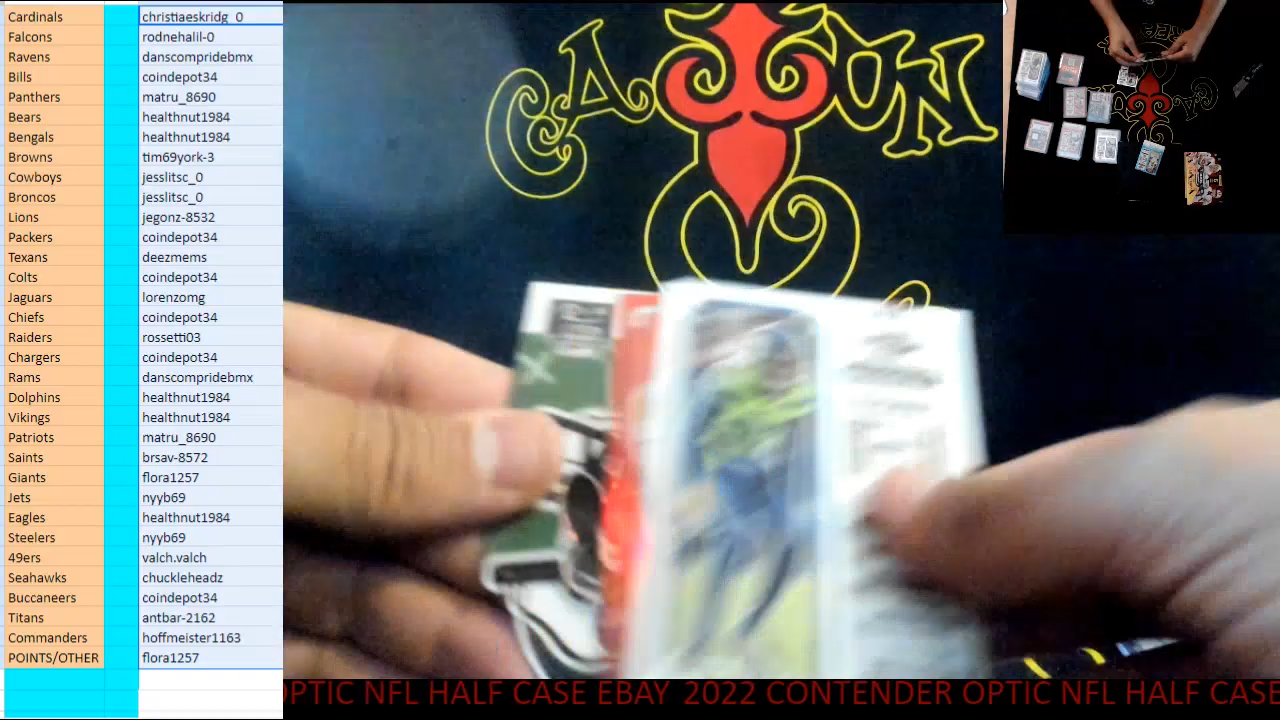 Cardinals christiaeskridg_0
Falcons rodnehalil-0
Ravens danscompridebmx
Bills coindepot34
Panthers matru_8690
Bears healthnut1984
Bengals healthnut1984
Browns tim69york-3
Cowboys jesslitsc_0
Broncos jesslitsc_0
Lions jegonz-8532
Packers coindepot34
Texans deezmems
Colts coindepot34
Jaguars lorenzomg
Chiefs coindepot34
Raiders rossetti03
Chargers coindepot34
Rams danscompridebmx
Dolphins healthnut1984
Vikings healthnut1984
Patriots matru_8690
Saints brsav-8572
Giants flora1257
Jets nyyb69
Eagles healthnut1984
Steelers nyyb69
49ers valch.valch
Seahawks chuckleheadz
Buccaneers coindepot34
Titans antbar-2162
Commanders hoffmeister1163
POINTS/OTHER flora1257
OPTIC NFL HALF CASE EBAY 2022 CONTENDER OPTIC NFL HALF CASE